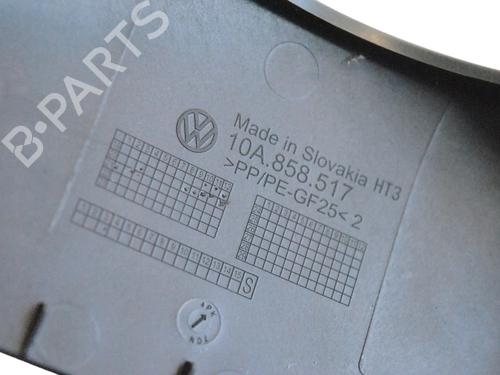 B-PARTS
Made in Slovakia HT3
10A.858.517
>PP/PE-GF25< 2
S